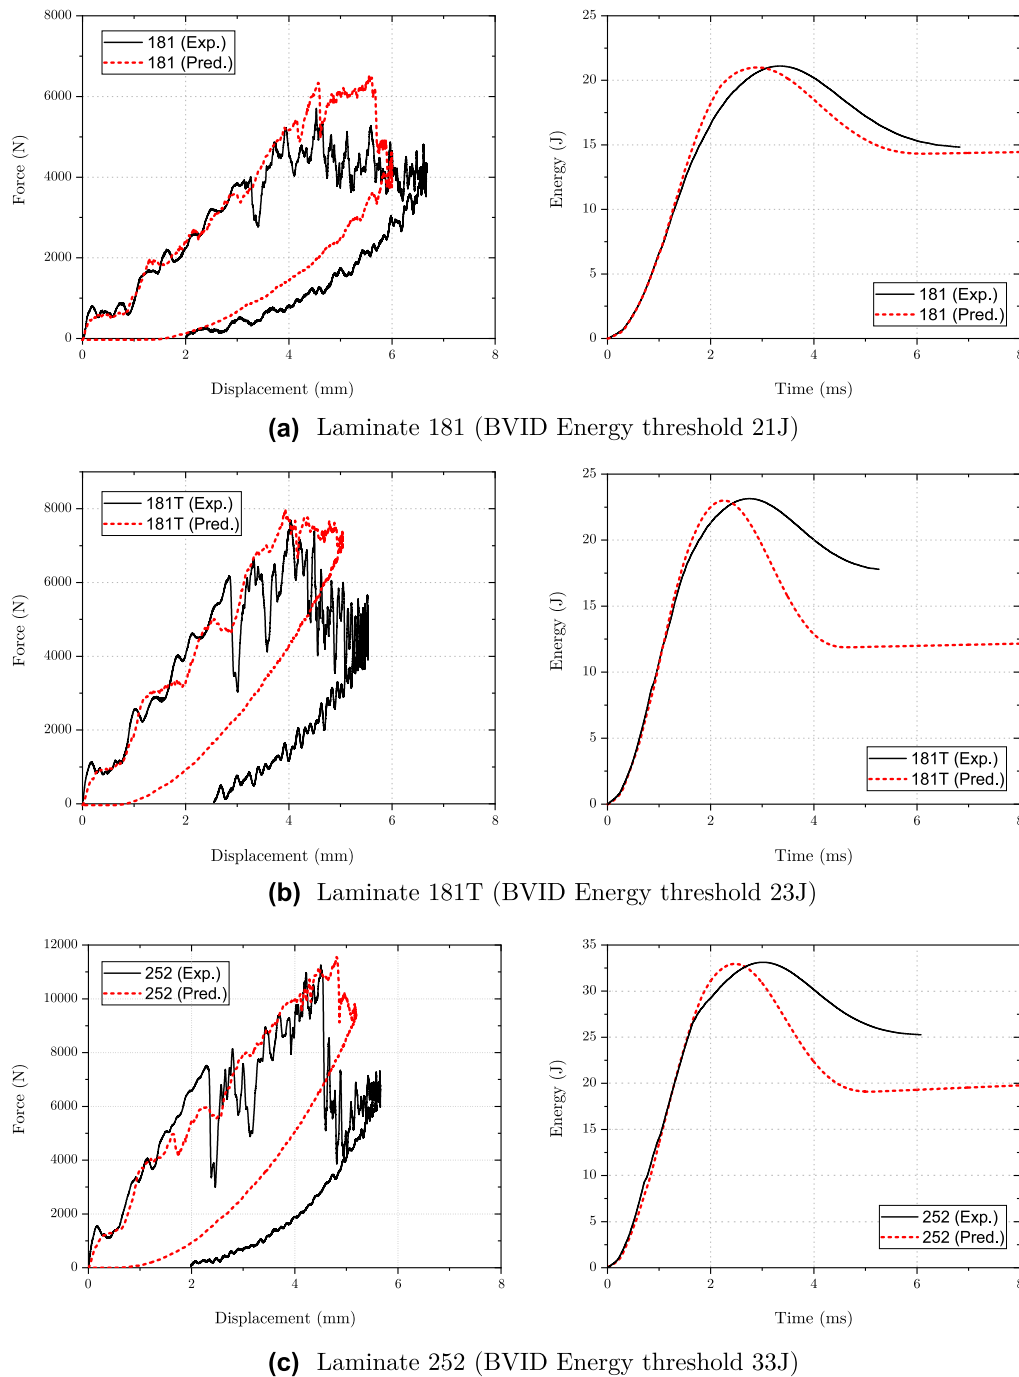 8000
6000
4000
2000
0
0
2
4
6
8
Force (N)
Displacement (mm)
181 (Exp.)
181 (Pred.)
25
20
15
10
5
0
0
2
4
6
8
Energy (J)
Time (ms)
181 (Exp.)
181 (Pred.)
(a) Laminate 181 (BVID Energy threshold 21J)
8000
6000
4000
2000
0
0
2
4
6
8
Force (N)
Displacement (mm)
181T (Exp.)
181T (Pred.)
25
20
15
10
5
0
0
2
4
6
8
Energy (J)
Time (ms)
181T (Exp.)
181T (Pred.)
(b) Laminate 181T (BVID Energy threshold 23J)
12000
10000
8000
6000
4000
2000
0
0
2
4
6
8
Force (N)
Displacement (mm)
252 (Exp.)
252 (Pred.)
35
30
25
20
15
10
5
0
0
2
4
6
8
Energy (J)
Time (ms)
252 (Exp.)
252 (Pred.)
(c) Laminate 252 (BVID Energy threshold 33J)